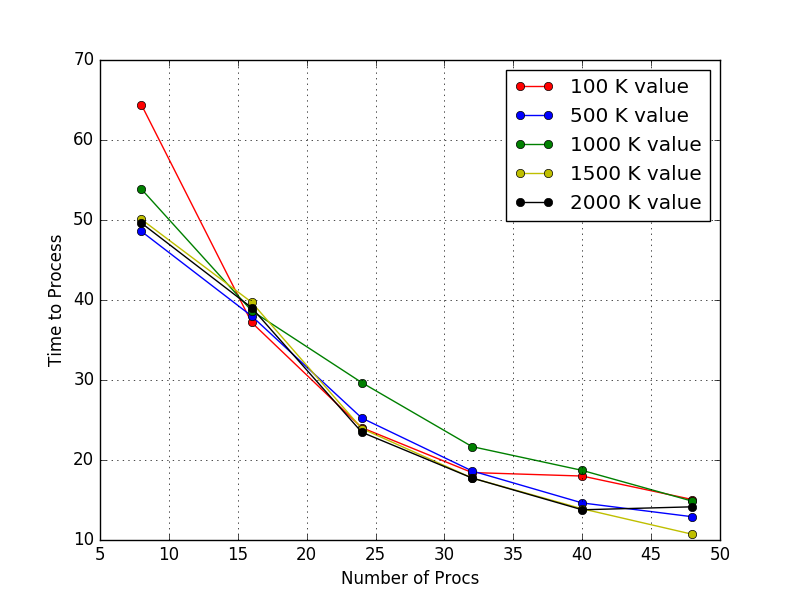 70
60
50
40
30
20
10
5 10 15 20 25 30 35 40 45 50
Time to Process
Number of Procs
100 K value
500 K value
1000 K value
1500 K value
2000 K value